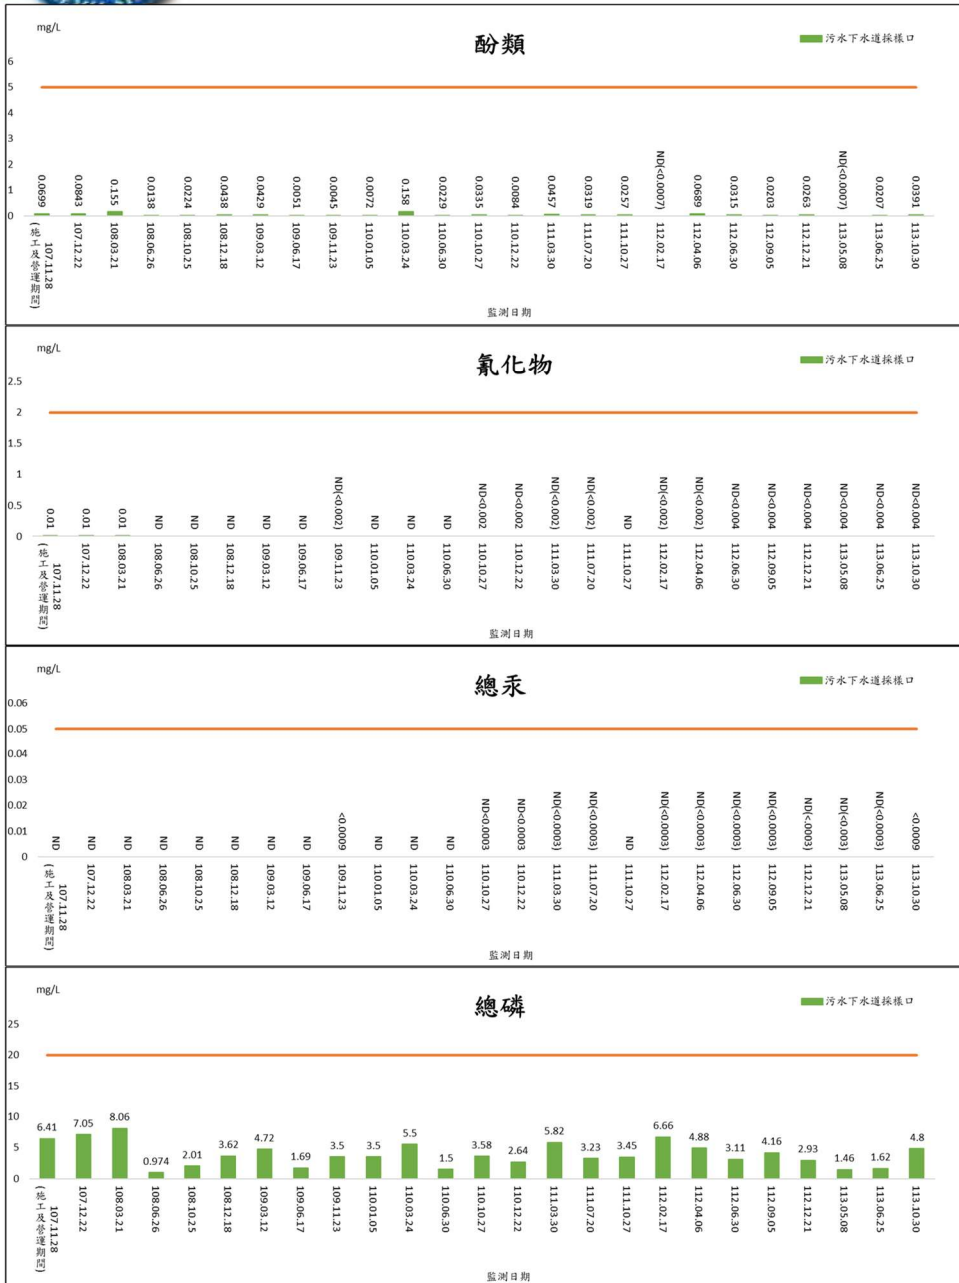 mg/L
酚類
污水下水道採樣口
6
5
4
3
2
1
0
0.0699
0.0843
0.155
0.0138
0.0224
0.0438
0.0429
0.0051
0.0045
0.0072
0.158
0.0229
0.0335
0.0084
0.0457
0.0319
0.0257
ND(<0.0007)
0.0689
0.0315
0.0203
0.0263
ND(<0.0007)
0.0207
0.0391
107.11.28
(施工及營運期間)
107.12.22
108.03.21
108.06.26
108.10.25
108.12.18
109.03.12
109.06.17
109.11.23
110.01.05
110.03.24
110.06.30
110.10.27
110.12.22
111.03.30
111.07.20
111.10.27
112.02.17
112.04.06
112.06.30
112.09.05
112.12.21
113.05.08
113.06.25
113.10.30
監測日期
mg/L
氰化物
污水下水道採樣口
2.5
2
1.5
1
0.5
0
0.01
0.01
0.01
ND
ND
ND
ND
ND
ND(<0.002)
ND
ND
ND
ND<0.002
ND<0.002
ND(<0.002)
ND(<0.002)
ND
ND(<0.002)
ND(<0.002)
ND<0.004
ND<0.004
ND<0.004
ND<0.004
ND<0.004
ND<0.004
107.11.28
(施工及營運期間)
107.12.22
108.03.21
108.06.26
108.10.25
108.12.18
109.03.12
109.06.17
109.11.23
110.01.05
110.03.24
110.06.30
110.10.27
110.12.22
111.03.30
111.07.20
111.10.27
112.02.17
112.04.06
112.06.30
112.09.05
112.12.21
113.05.08
113.06.25
113.10.30
監測日期
mg/L
總汞
污水下水道採樣口
0.06
0.05
0.04
0.03
0.02
0.01
0
ND
ND
ND
ND
ND
ND
ND
ND
<0.0009
ND
ND
ND
ND<0.0003
ND<0.0003
ND(<0.0003)
ND(<0.0003)
ND
ND(<0.0003)
ND(<0.0003)
ND(<0.0003)
ND(<0.0003)
ND(<.0003)
ND(<0.0003)
ND(<0.0003)
<0.0009
107.11.28
(施工及營運期間)
107.12.22
108.03.21
108.06.26
108.10.25
108.12.18
109.03.12
109.06.17
109.11.23
110.01.05
110.03.24
110.06.30
110.10.27
110.12.22
111.03.30
111.07.20
111.10.27
112.02.17
112.04.06
112.06.30
112.09.05
112.12.21
113.05.08
113.06.25
113.10.30
監測日期
mg/L
總磷
污水下水道採樣口
25
20
15
10
5
0
6.41
7.05
8.06
0.974
2.01
3.62
4.72
1.69
3.5
3.5
5.5
1.5
3.58
2.64
5.82
3.23
3.45
6.66
4.88
3.11
4.16
2.93
1.46
1.62
4.8
107.11.28
(施工及營運期間)
107.12.22
108.03.21
108.06.26
108.10.25
108.12.18
109.03.12
109.06.17
109.11.23
110.01.05
110.03.24
110.06.30
110.10.27
110.12.22
111.03.30
111.07.20
111.10.27
112.02.17
112.04.06
112.06.30
112.09.05
112.12.21
113.05.08
113.06.25
113.10.30
監測日期